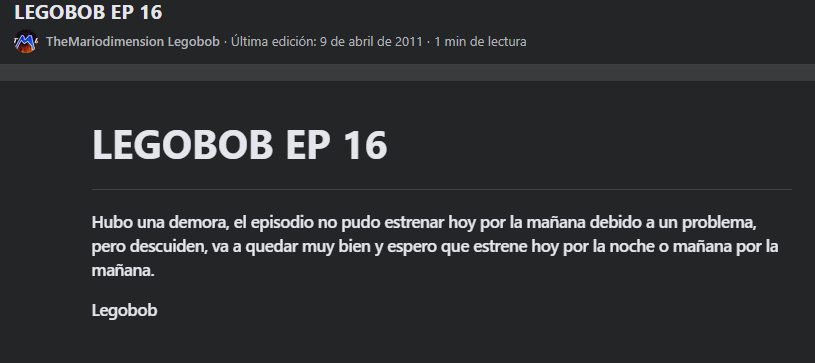 LEGOBOB EP 16
TheMariodimension Legobob · Última edición: 9 de abril de 2011 · 1 min de lectura
LEGOBOB EP 16
Hubo una demora, el episodio no pudo estrenar hoy por la mañana debido a un problema,
pero descuiden, va a quedar muy bien y espero que estrene hoy por la noche o mañana por la
mañana.
Legobob